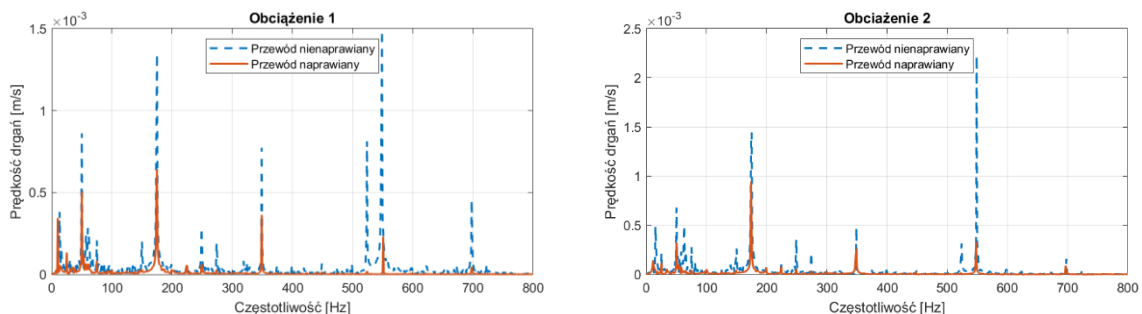 Obciążenie 1
×10⁻³
1.5
1
0.5
0
Przewód nienaprawiany
Przewód naprawiany
Prędkość drgań [m/s]
0 100 200 300 400 500 600 700 800
Częstotliwość [Hz]
Obciażenie 2
×10⁻³
2.5
2
1.5
1
0.5
0
Przewód nienaprawiany
Przewód naprawiany
Prędkość drgań [m/s]
0 100 200 300 400 500 600 700 800
Częstotliwość [Hz]